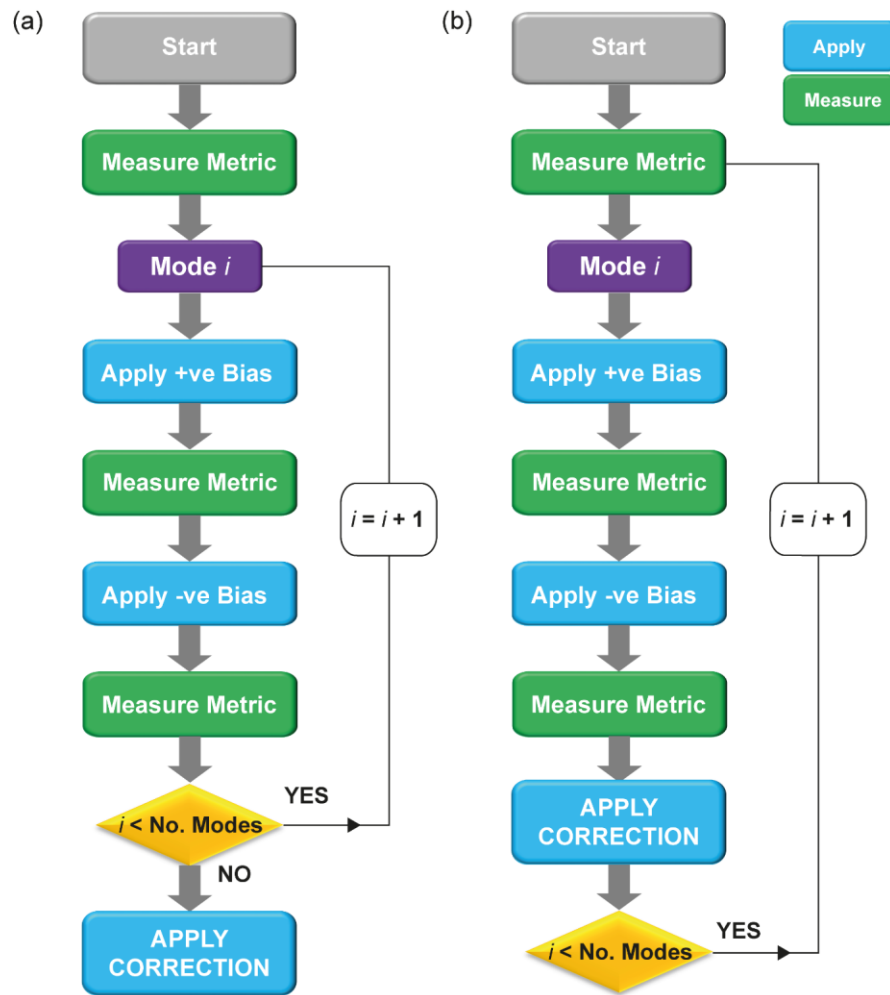 (a)
Start
Measure Metric
Mode i
Apply +ve Bias
Measure Metric
i = i + 1
Apply -ve Bias
Measure Metric
YES
i < No. Modes
NO
APPLY
CORRECTION
(b)
Start
Measure Metric
Mode i
Apply +ve Bias
Measure Metric
i = i + 1
Apply -ve Bias
Measure Metric
APPLY
CORRECTION
YES
i < No. Modes
Apply
Measure